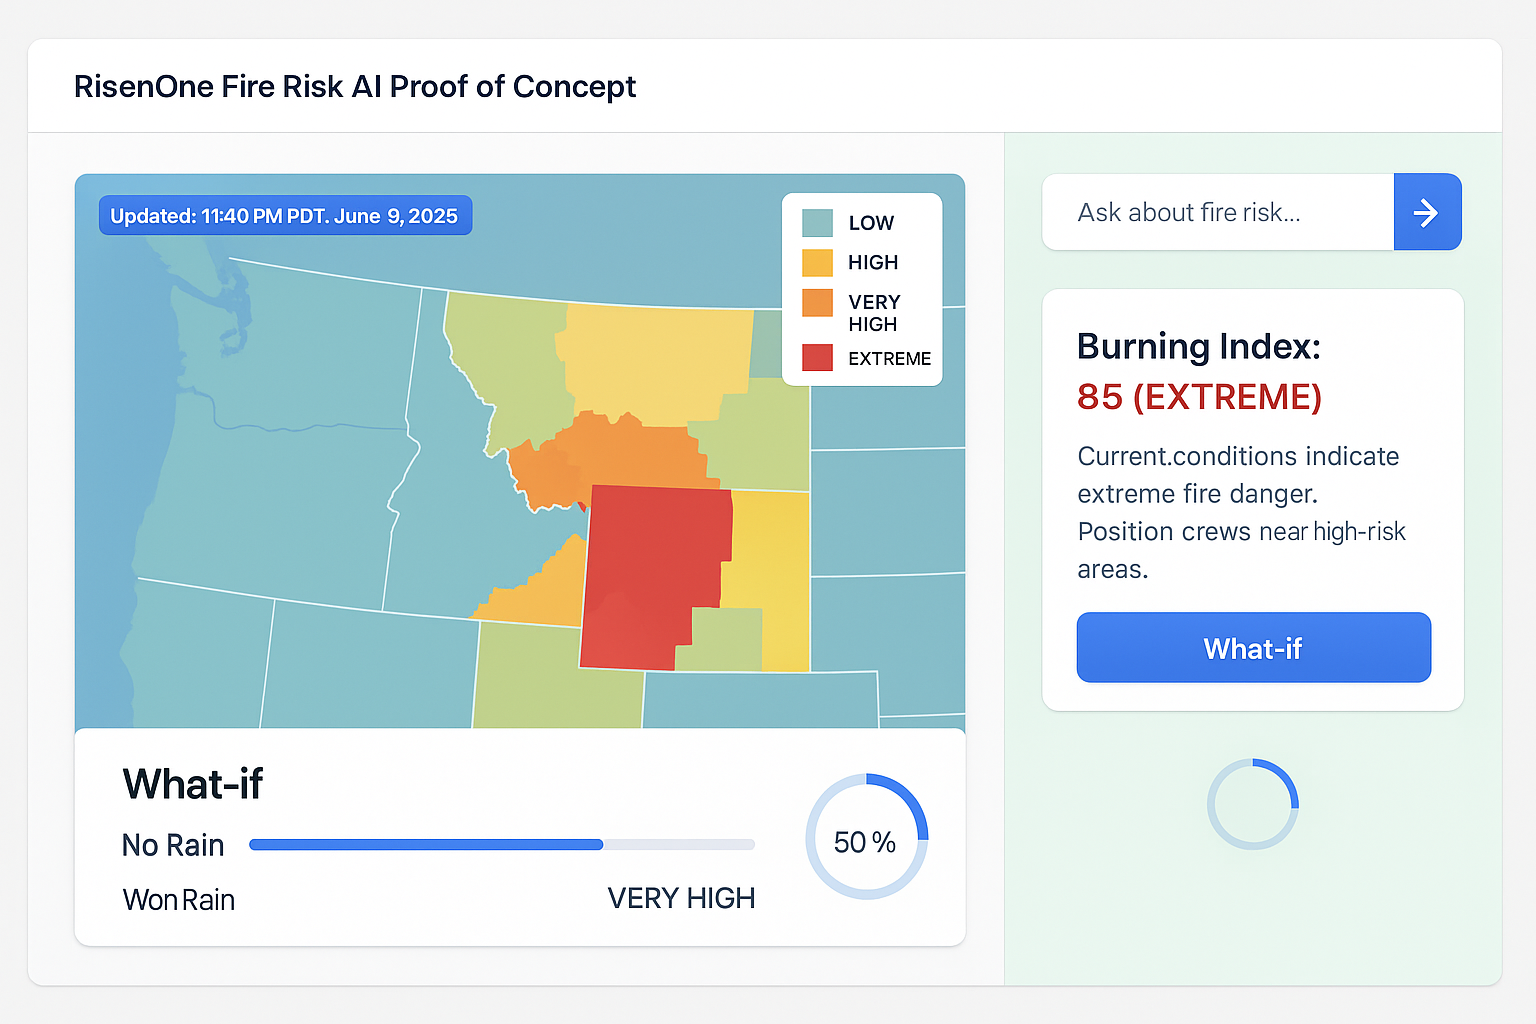 RisenOne Fire Risk AI Proof of Concept
Updated: 11:40 PM PDT. June 9, 2025
LOW
HIGH
VERY
HIGH
EXTREME
What-if
No Rain
50 %
Won Rain
VERY HIGH
Ask about fire risk...
Burning Index:
85 (EXTREME)
Current.conditions indicate
extreme fire danger.
Position crews near high-risk
areas.
What-if